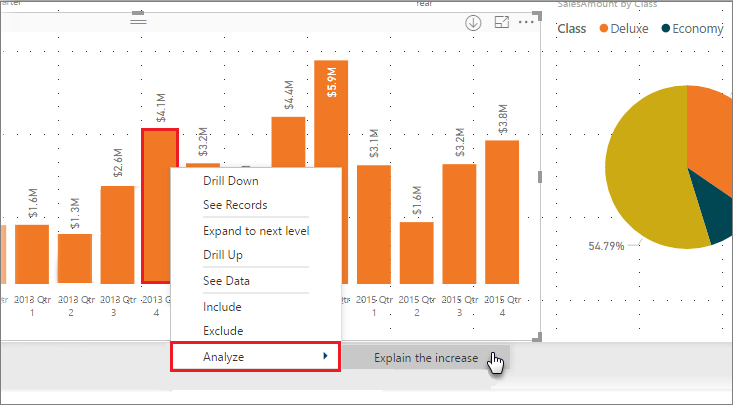 Year
SalesAmount by Class
Class Deluxe Economy
$1.6M
$1.3M
$2.6M
$4.1M
$3.2M
$4.4M
$5.9M
$3.1M
$1.6M
$3.2M
$3.8M
54.79%
Drill Down
See Records
Expand to next level
Drill Up
See Data
Include
Exclude
Analyze
Explain the increase
2013 Qtr
1
2013 Qtr
2
2013 Qtr
3
2013
4
2015 Qtr
1
2015 Qtr
2
2015 Qtr
3
2015 Qtr
4